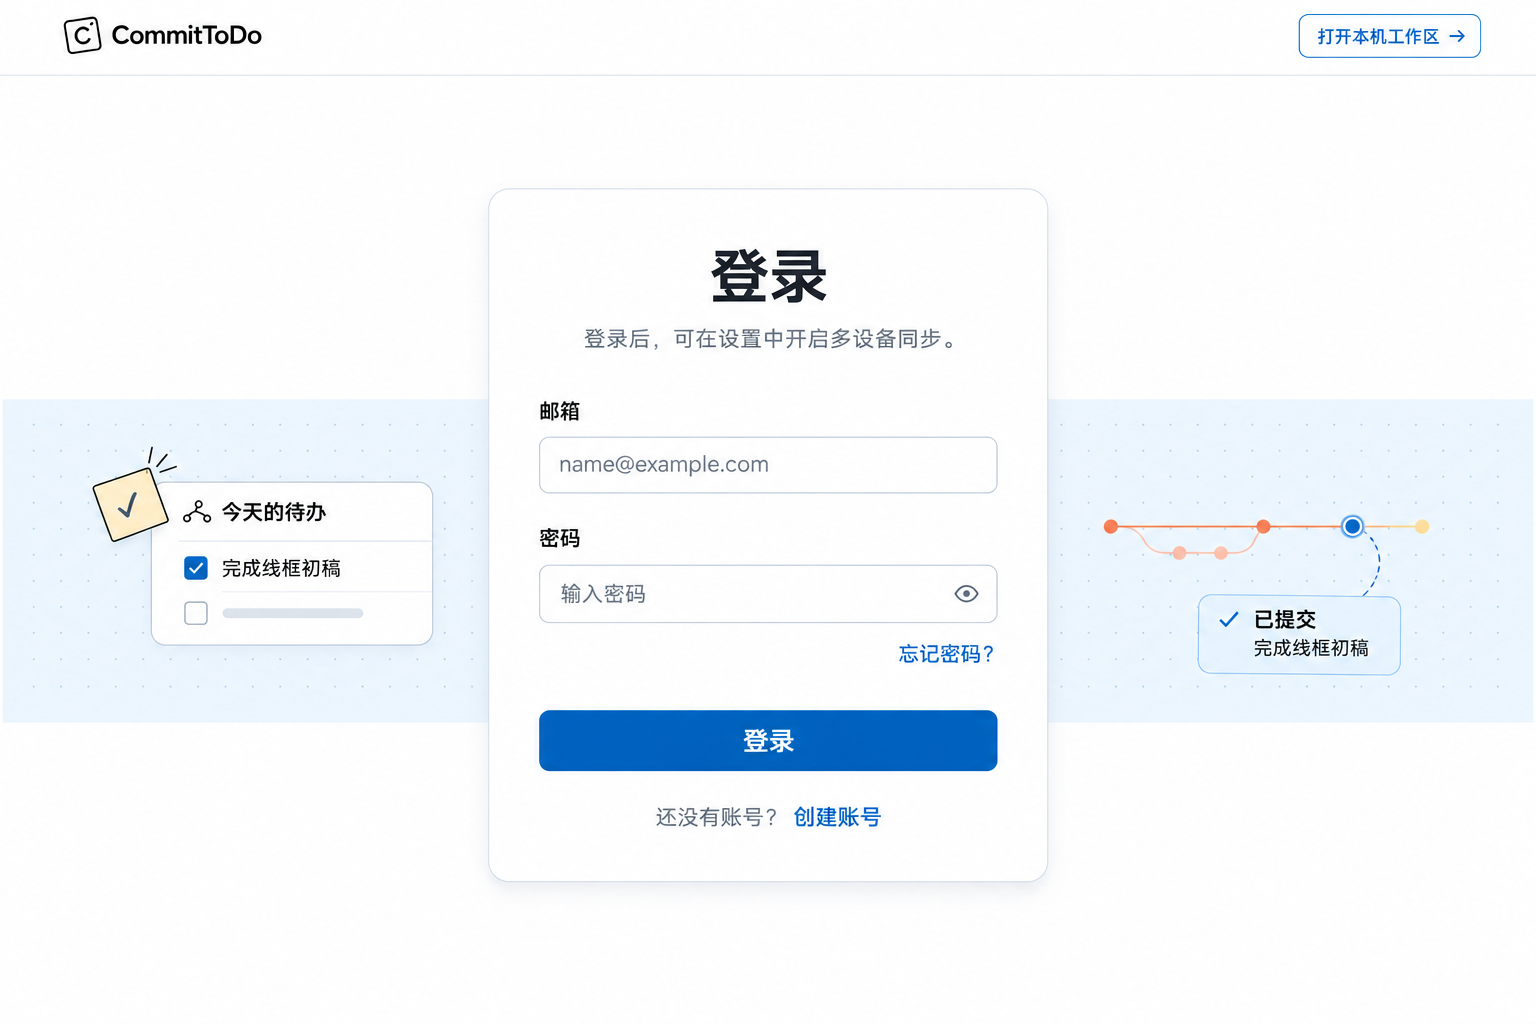 CommitToDo
打开本机工作区 →
登录
登录后，可在设置中开启多设备同步。
邮箱
name@example.com
密码
输入密码
忘记密码？
登录
还没有账号？ 创建账号
今天的待办
完成线框初稿
已提交
完成线框初稿